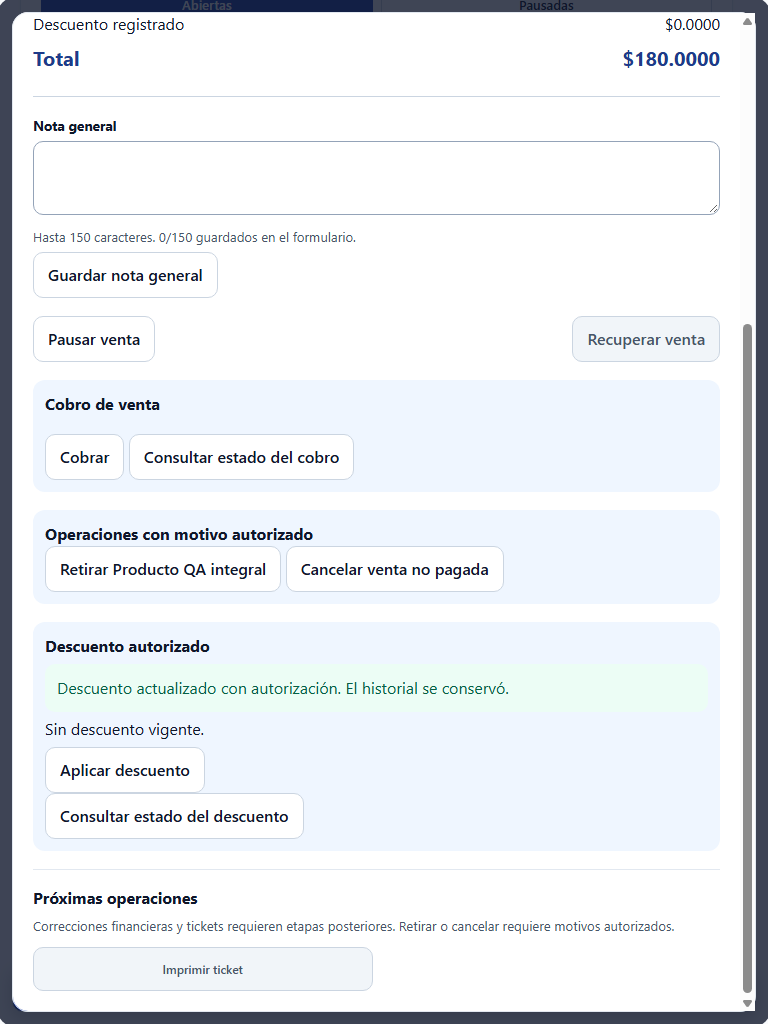 Abiertas
Pausadas
Descuento registrado $0.0000
Total $180.0000
Nota general
Hasta 150 caracteres. 0/150 guardados en el formulario.
Guardar nota general
Pausar venta Recuperar venta
Cobro de venta
Cobrar Consultar estado del cobro
Operaciones con motivo autorizado
Retirar Producto QA integral Cancelar venta no pagada
Descuento autorizado
Descuento actualizado con autorización. El historial se conservó.
Sin descuento vigente.
Aplicar descuento
Consultar estado del descuento
Próximas operaciones
Correcciones financieras y tickets requieren etapas posteriores. Retirar o cancelar requiere motivos autorizados.
Imprimir ticket